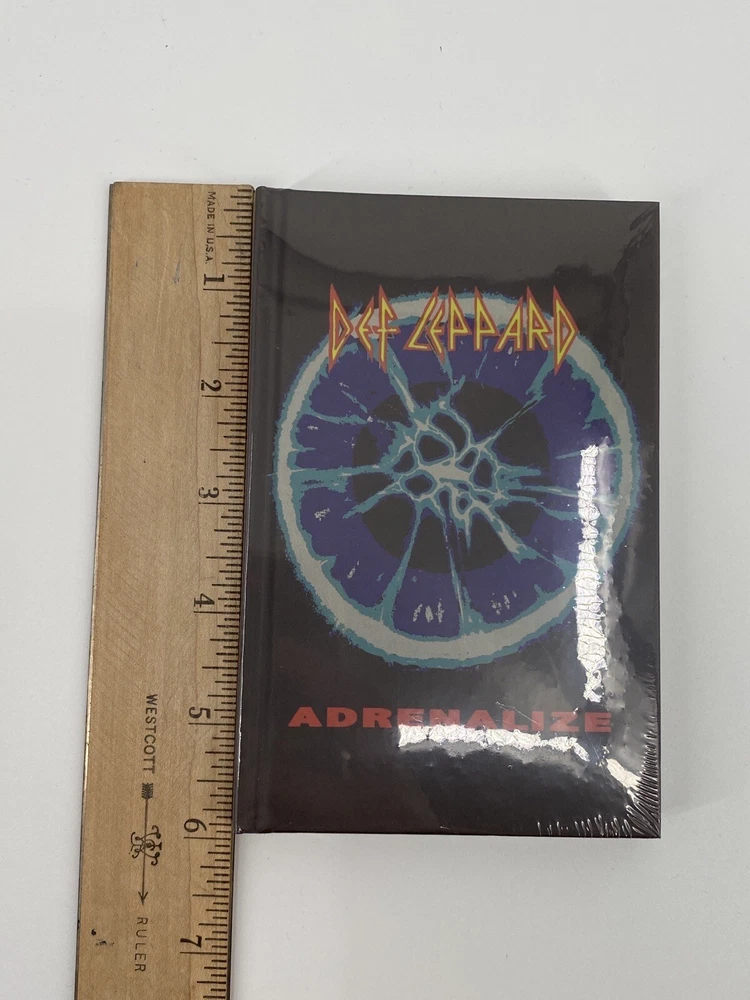 MADE IN U.S.A.
1
2
3
4
5
6
7
WESTCOTT
RULER
DEF LEPPARD
ADRENALIZE